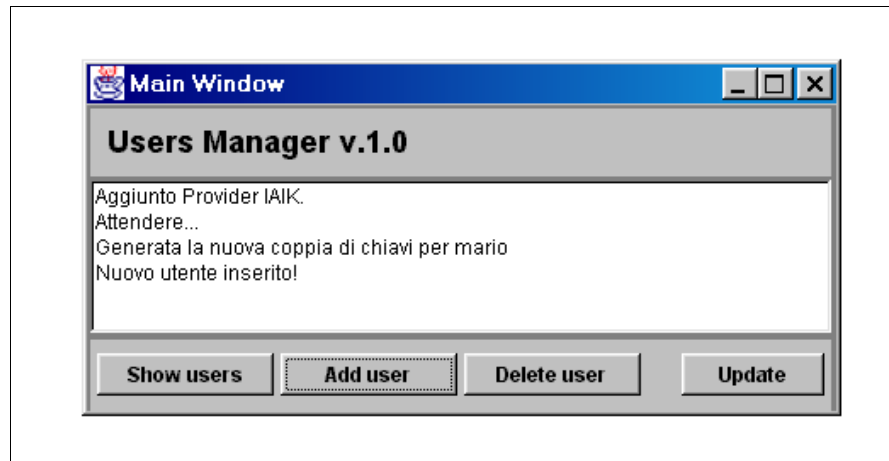 Main Window
Users Manager v.1.0
Aggiunto Provider IAIK.
Attendere...
Generata la nuova coppia di chiavi per mario
Nuovo utente inserito!
Show users Add user Delete user Update